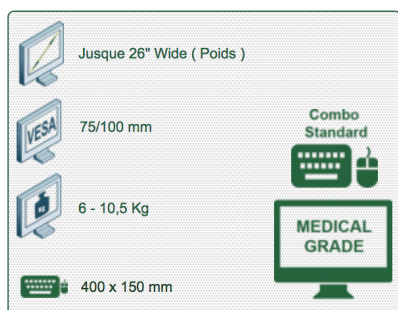 Jusque 26" Wide ( Poids )
VESA
75/100 mm
Combo
Standard
KG
6 - 10,5 Kg
MEDICAL
GRADE
400 x 150 mm